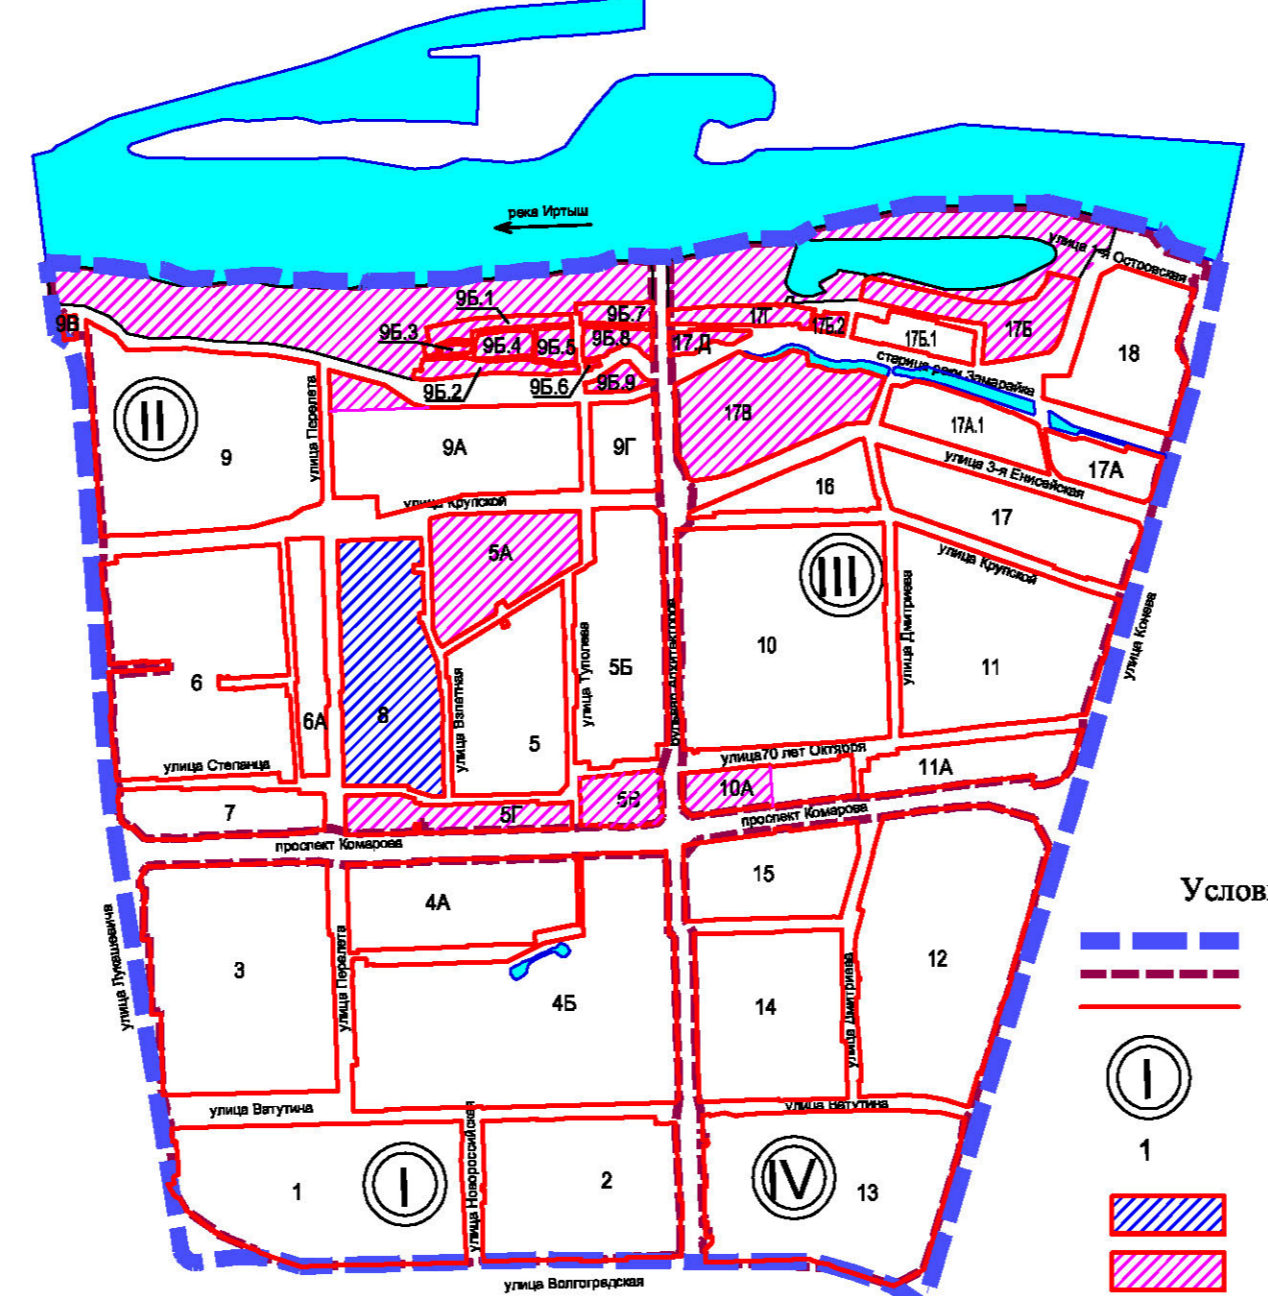 река Иртыш
улица 1-я Островская
9Б.1
9Б.7
17Г
17Б.2
17Б
9В
9Б.3
9Б.4
9Б.5
9Б.8
17.Д
17Б.1
18
старица реки Замарайка
9Б.2
9Б.6
9Б.9
II
17В
17А.1
улица Перелета
9
9А
9Г
улица 3-я Енисейская
17А
16
улица Крупской
17
5А
III
улица Крупской
улица Дмитриева
улица Конева
бульвар Архитекторов
10
11
6
6А
8
улица Взлетная
5
улица Туполева
5Б
улица Степанца
улица70 лет Октября
11А
7
5Г
5В
10А
проспект Комарова
проспект Комарова
15
4А
Услов
улица Лукашевича
3
улица Перелета
4Б
14
улица Дмитриева
12
I
улица Ватутина
улица Ватутина
1
1
I
улица Новороссийская
2
IV
13
улица Волгоградская